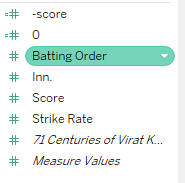 -score
0
Batting Order
Inn.
Score
Strike Rate
71 Centuries of Virat K...
Measure Values